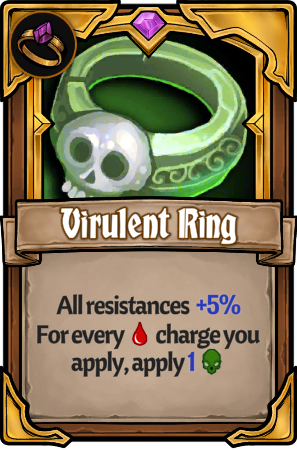 Virulent Ring
All resistances +5%
For every charge you
apply, apply 1